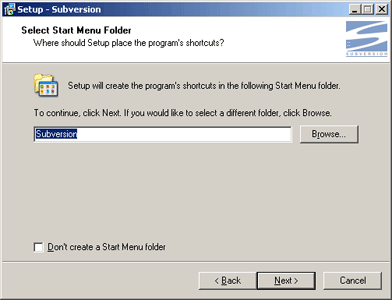 Setup - Subversion
Select Start Menu Folder
Where should Setup place the program's shortcuts?
SUBVERSION
Setup will create the program's shortcuts in the following Start Menu folder.
To continue, click Next. If you would like to select a different folder, click Browse.
Subversion
Browse...
Don't create a Start Menu folder
< Back
Next >
Cancel